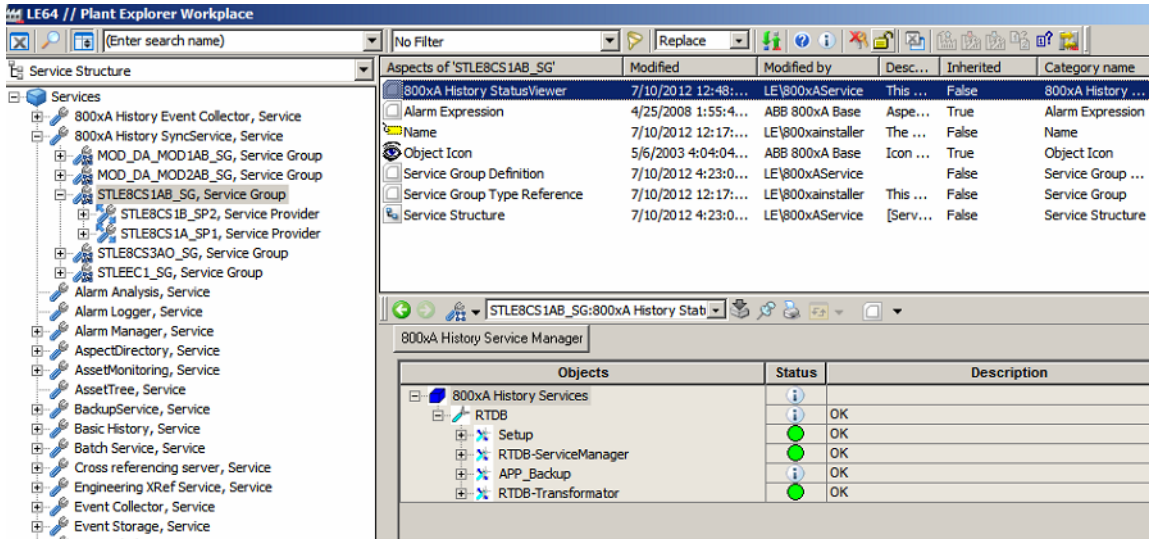 LE64 // Plant Explorer Workplace
(Enter search name)
No Filter
Replace
Service Structure
Services
800xA History Event Collector, Service
800xA History SyncService, Service
MOD_DA_MOD1AB_SG, Service Group
MOD_DA_MOD2AB_SG, Service Group
STLE8CS1AB_SG, Service Group
STLE8CS1B_SP2, Service Provider
STLE8CS1A_SP1, Service Provider
STLE8CS3AO_SG, Service Group
STLEEC1_SG, Service Group
Alarm Analysis, Service
Alarm Logger, Service
Alarm Manager, Service
AspectDirectory, Service
AssetMonitoring, Service
AssetTree, Service
BackupService, Service
Basic History, Service
Batch Service, Service
Cross referencing server, Service
Engineering XRef Service, Service
Event Collector, Service
Event Storage, Service
Aspects of 'STLE8CS1AB_SG' Modified Modified by Desc... Inherited Category name
800xA History StatusViewer 7/10/2012 12:48:... LE\800xAService This ... False 800xA History ...
Alarm Expression 4/25/2008 1:55:4... ABB 800xA Base Aspe... True Alarm Expression
Name 7/10/2012 12:17:... LE\800xainstaller The ... False Name
Object Icon 5/6/2003 4:04:04... ABB 800xA Base Icon ... True Object Icon
Service Group Definition 7/10/2012 4:23:0... LE\800xAService False Service Group ...
Service Group Type Reference 7/10/2012 12:17:... LE\800xainstaller This ... False Service Group
Service Structure 7/10/2012 4:23:0... LE\800xAService [Serv... False Service Structure
STLE8CS1AB_SG:800xA History Stat
800xA History Service Manager
Objects Status Description
800xA History Services
RTDB OK
Setup OK
RTDB-ServiceManager OK
APP_Backup OK
RTDB-Transformator OK